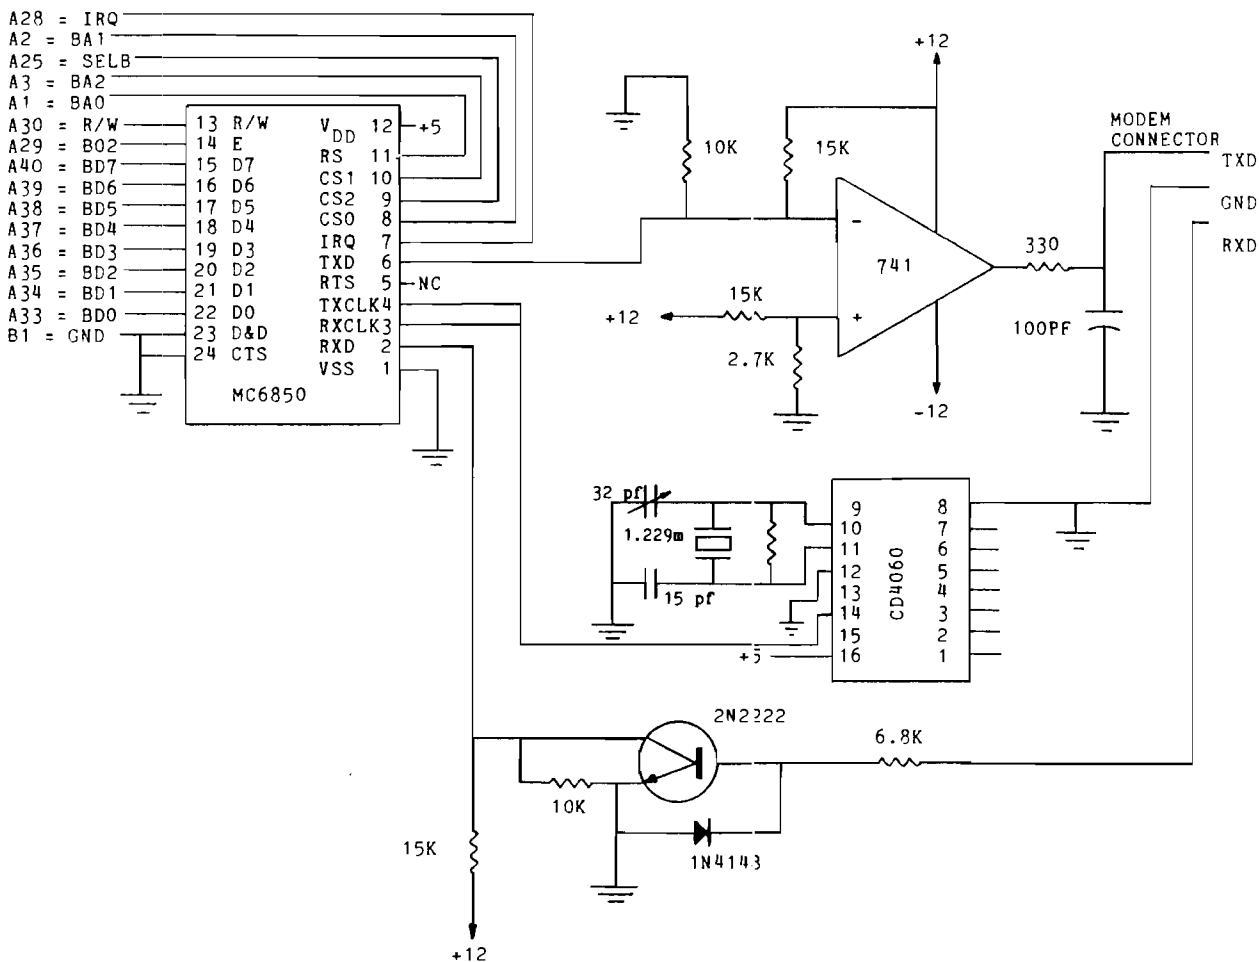 A28 = IRQ
A2 = BA1
A25 = SELB
A3 = BA2
A1 = BA0
A30 = R/W
A29 = BO2
A40 = BD7
A39 = BD6
A38 = BD5
A37 = BD4
A36 = BD3
A35 = BD2
A34 = BD1
A33 = BD0
B1 = GND
13 R/W
14 E
15 D7
16 D6
17 D5
18 D4
19 D3
20 D2
21 D1
22 D0
23 D&D
24 CTS
VDD 12
RS 11
CS1 10
CS2 9
CS0 8
IRQ 7
TXD 6
RTS 5
TXCLK4
RXCLK3
RXD 2
VSS 1
MC6850
+5
NC
10K
15K
+12
-
741
+
-12
+12
15K
2.7K
330
100PF
MODEM
CONNECTOR
TXD
GND
RXD
32 pf
1.229m
15 pf
9
10
11
12
13
14
15
16
CD4060
8
7
6
5
4
3
2
1
+5
2N2222
6.8K
10K
1N4148
15K
+12